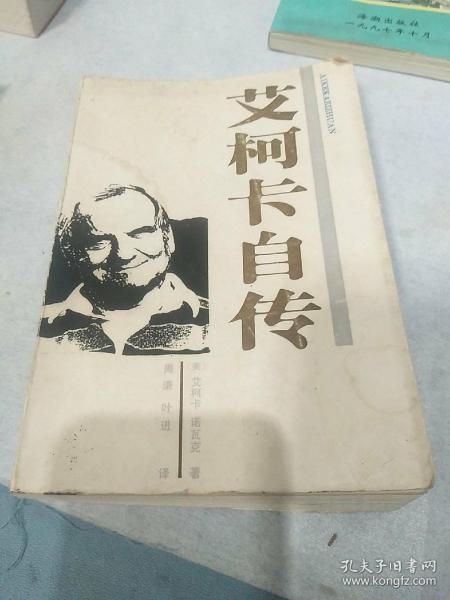 海潮出版社
一九九七年十月
AIKEKAZIZHUAN
艾柯卡自传
(美) 艾柯卡 诺瓦克 著
周谦 叶进 译
孔夫子旧书网
www.kongfz.com